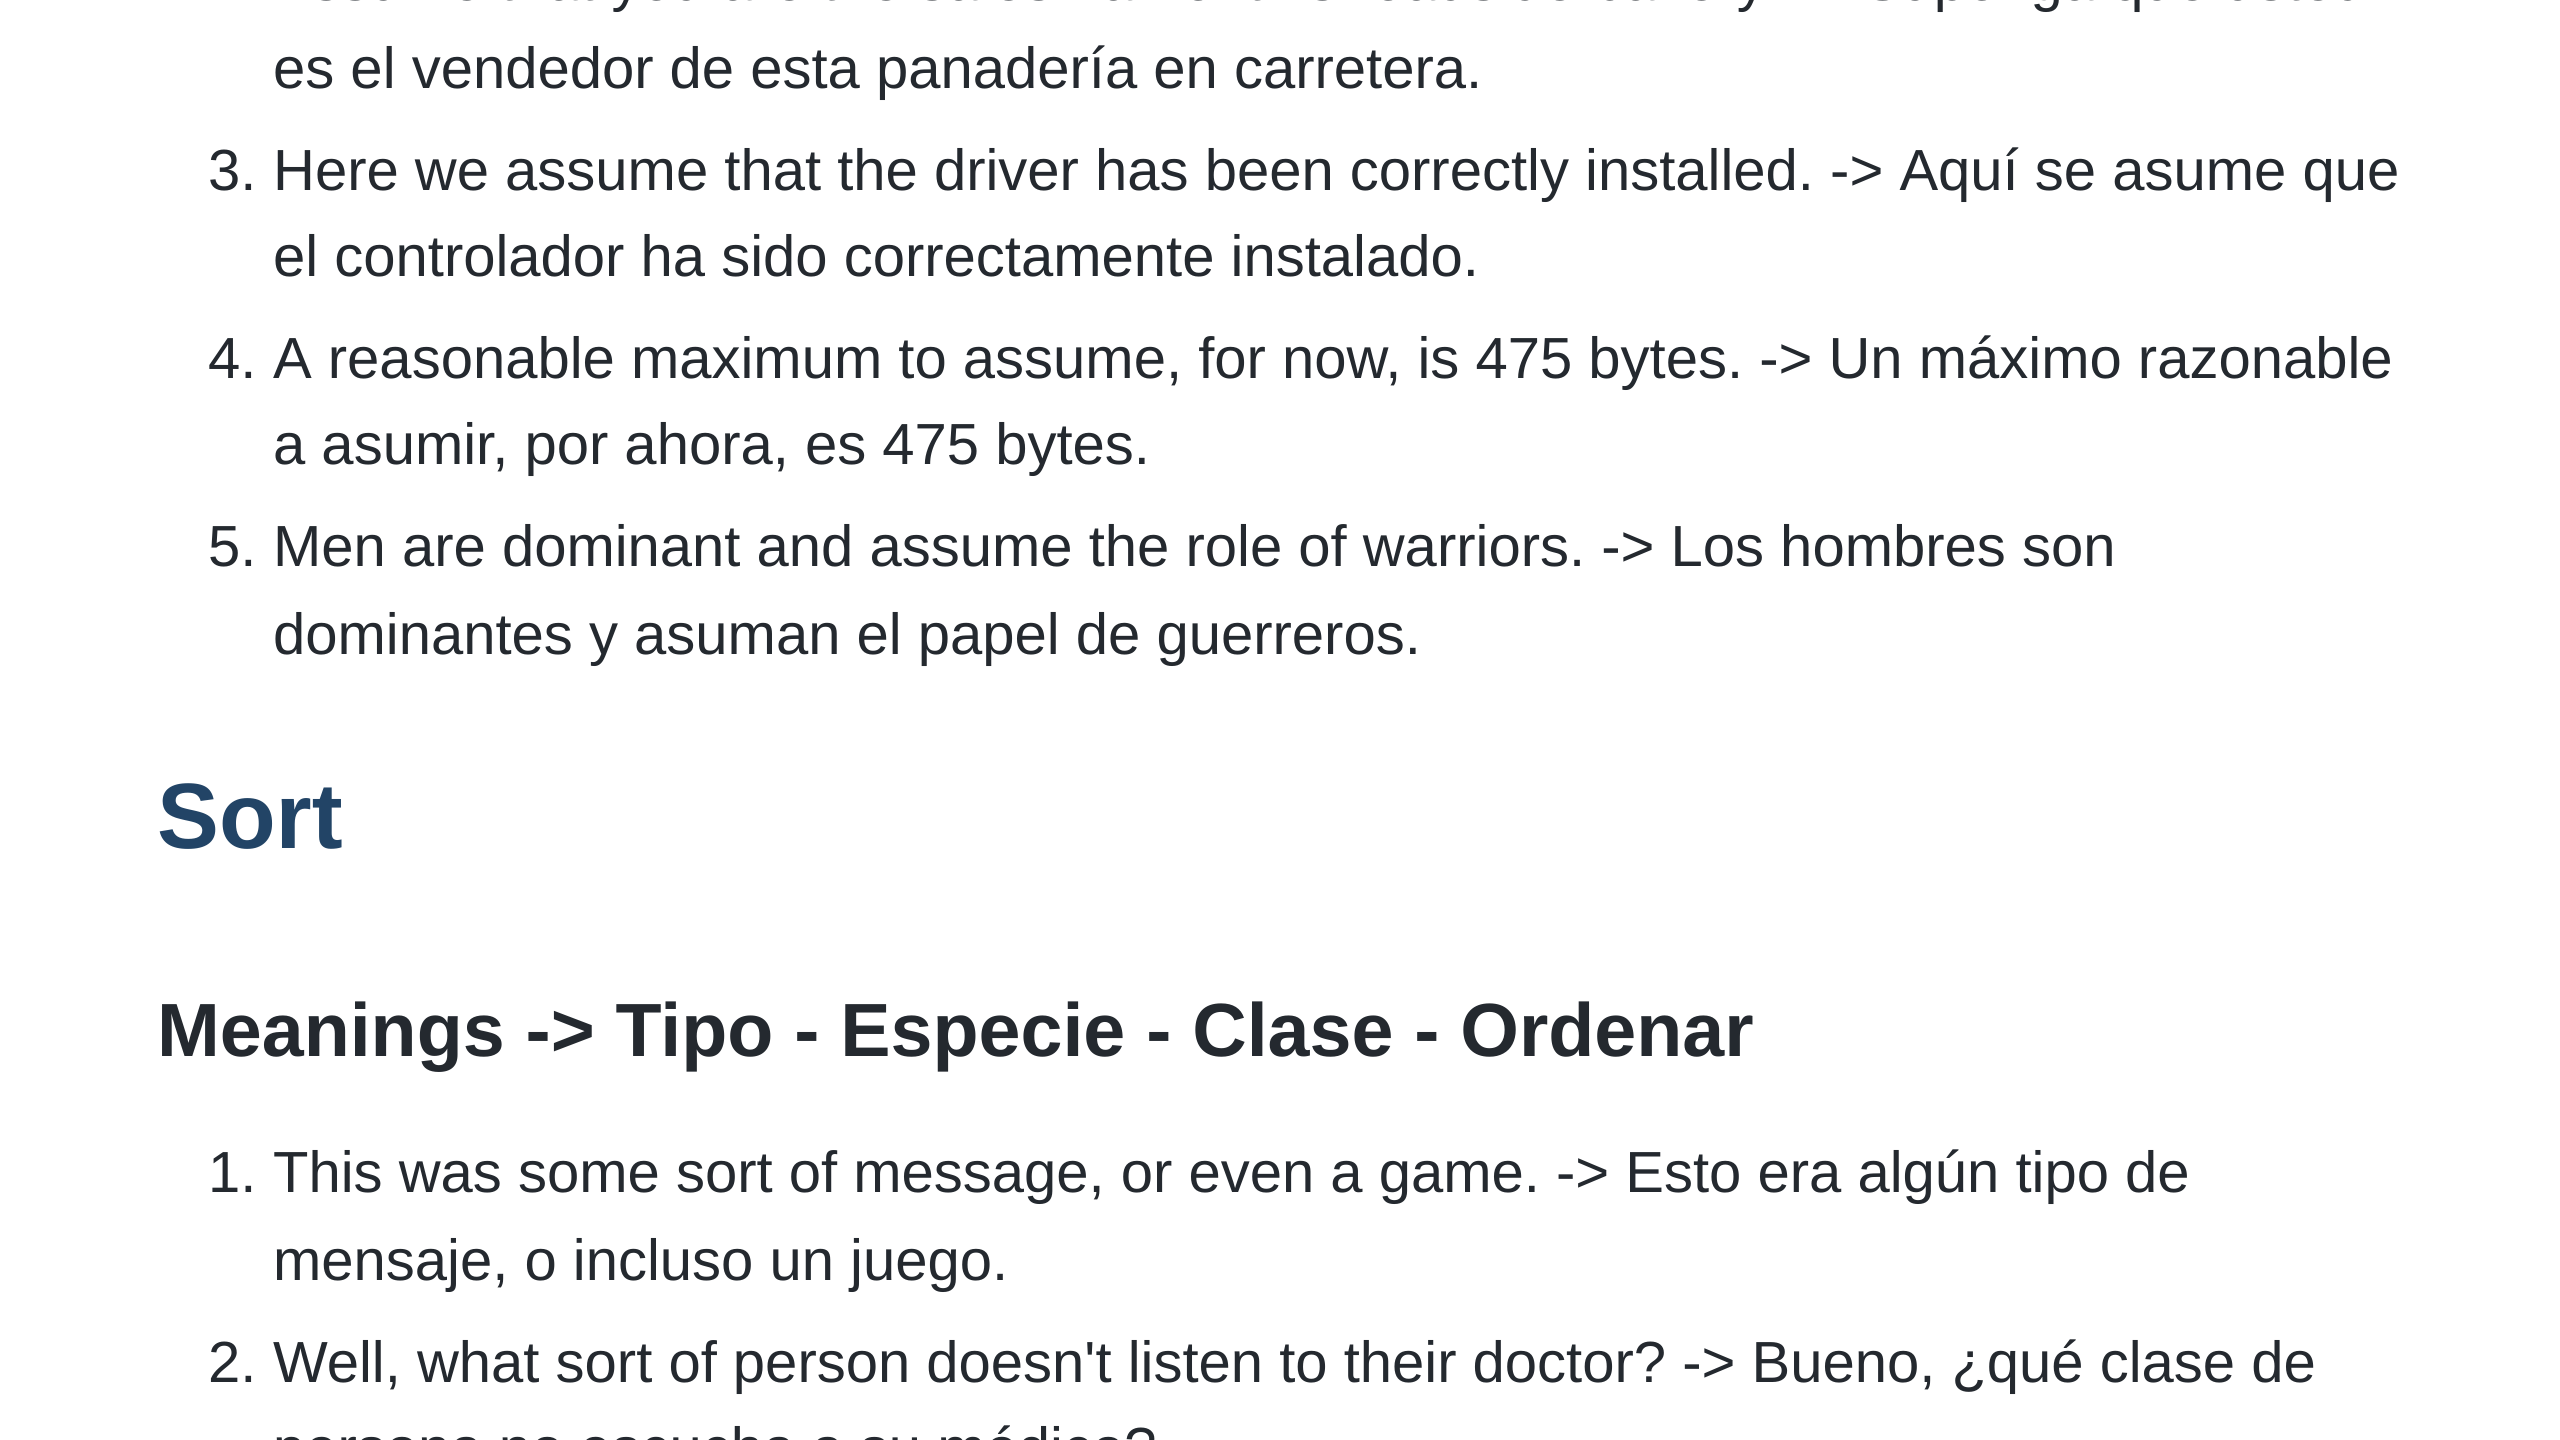 es el vendedor de esta panadería en carretera.
3. Here we assume that the driver has been correctly installed. -> Aquí se asume que
el controlador ha sido correctamente instalado.
4. A reasonable maximum to assume, for now, is 475 bytes. -> Un máximo razonable
a asumir, por ahora, es 475 bytes.
5. Men are dominant and assume the role of warriors. -> Los hombres son
dominantes y asuman el papel de guerreros.
Sort
Meanings -> Tipo - Especie - Clase - Ordenar
1. This was some sort of message, or even a game. -> Esto era algún tipo de
mensaje, o incluso un juego.
2. Well, what sort of person doesn't listen to their doctor? -> Bueno, ¿qué clase de
persona no escucha a su médico?